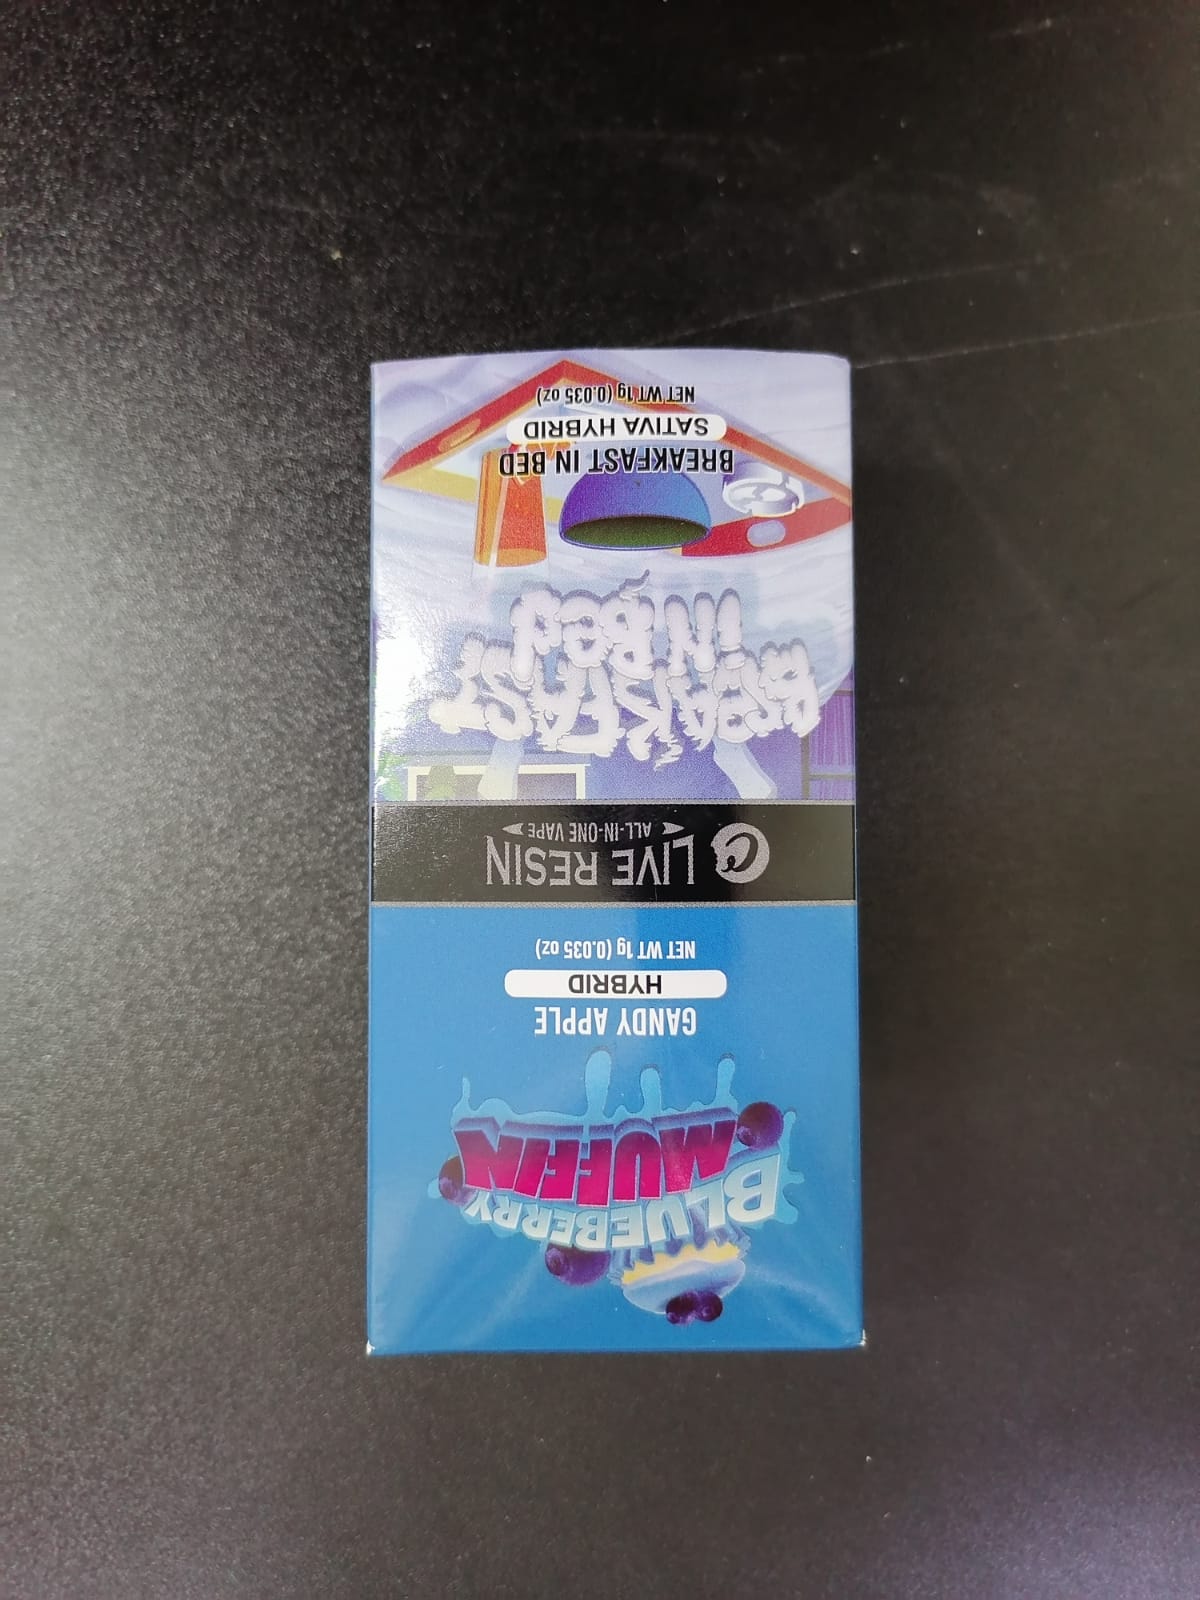 BLUEBERRY
MUFFIN
GANDY APPLE
HYBRID
NET WT 1g (0.035 oz)
LIVE RESIN
ALL-IN-ONE VAPE
BreAKFAST
iN Bed
BREAKFAST IN BED
SATIVA HYBRID
NET WT 1g (0.035 oz)